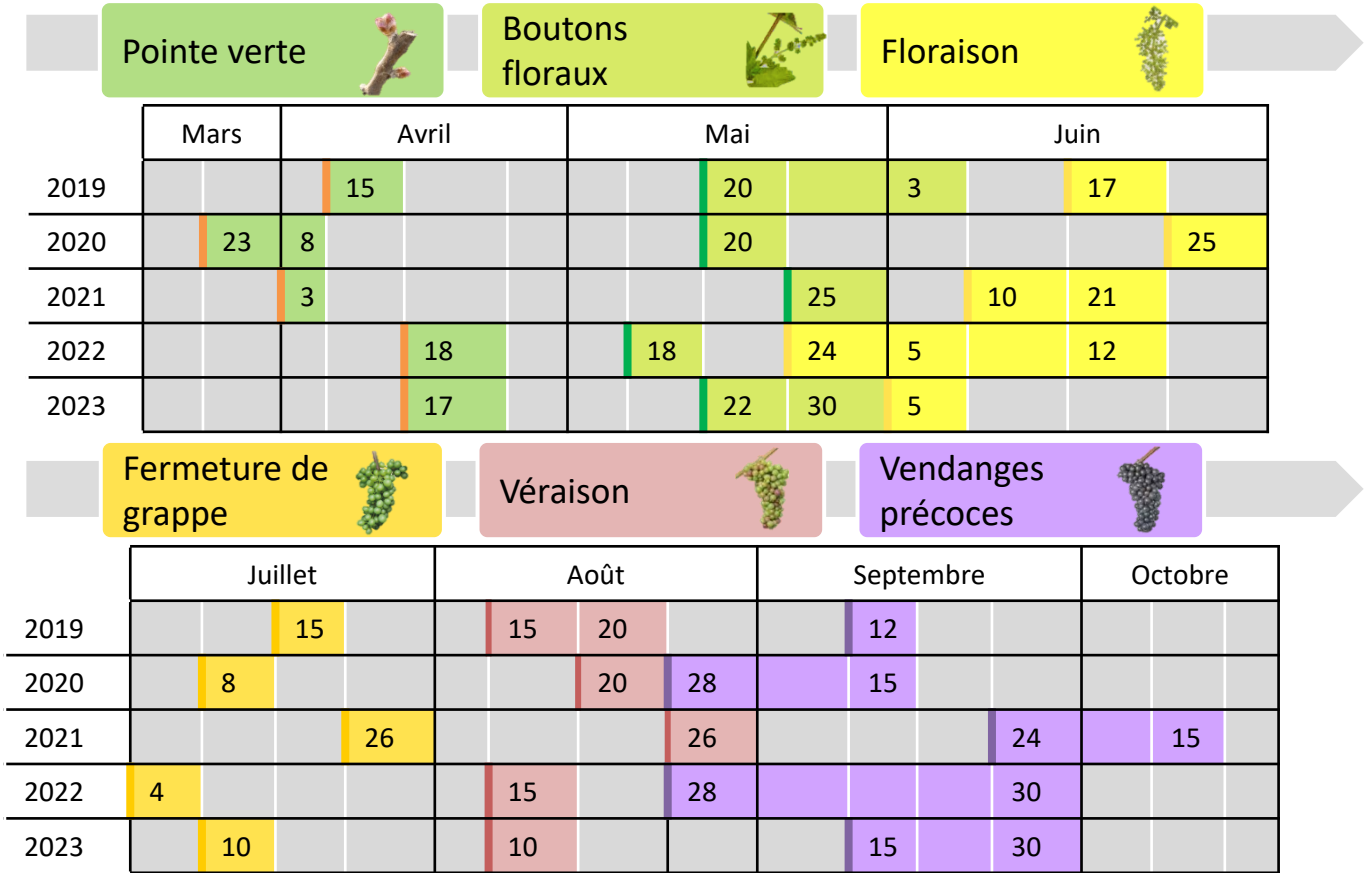 Pointe verte
Boutons
floraux
Floraison
Mars Avril Mai Juin
2019 15 20 3 17
2020 23 8 20 25
2021 3 25 10 21
2022 18 18 24 5 12
2023 17 22 30 5
Fermeture de
grappe
Véraison
Vendanges
précoces
Juillet Août Septembre Octobre
2019 15 15 20 12
2020 8 20 28 15
2021 26 26 24 15
2022 4 15 28 30
2023 10 10 15 30